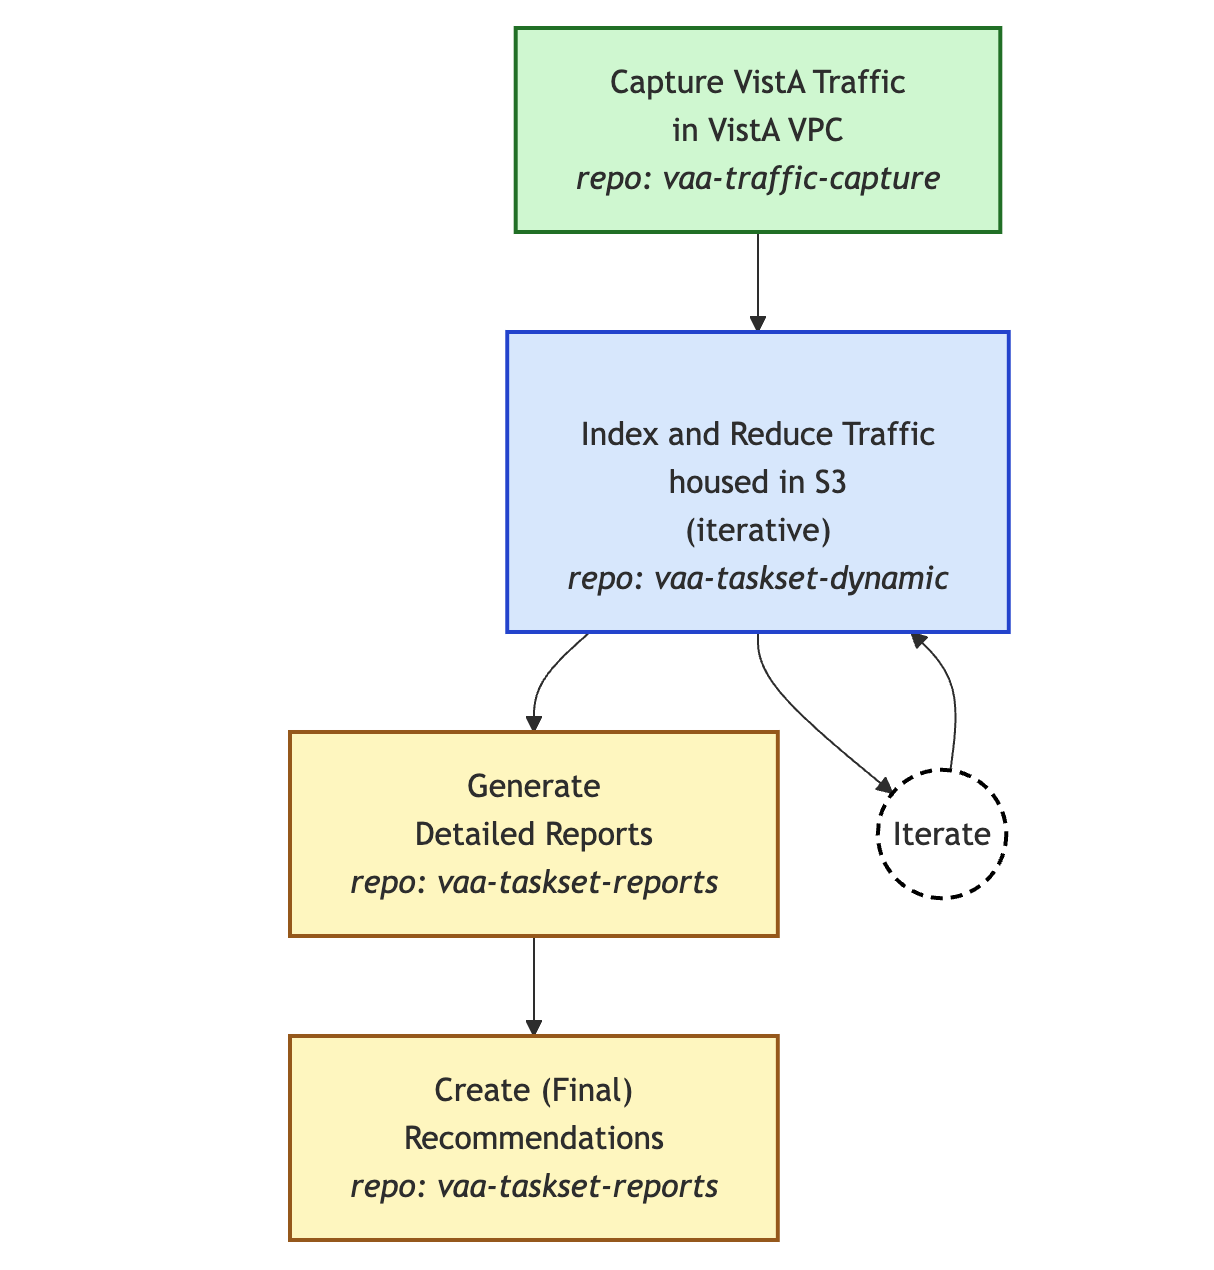 Capture VistA Traffic
in VistA VPC
repo: vaa-traffic-capture
Index and Reduce Traffic
housed in S3
(iterative)
repo: vaa-taskset-dynamic
Generate
Detailed Reports
repo: vaa-taskset-reports
Iterate
Create (Final)
Recommendations
repo: vaa-taskset-reports